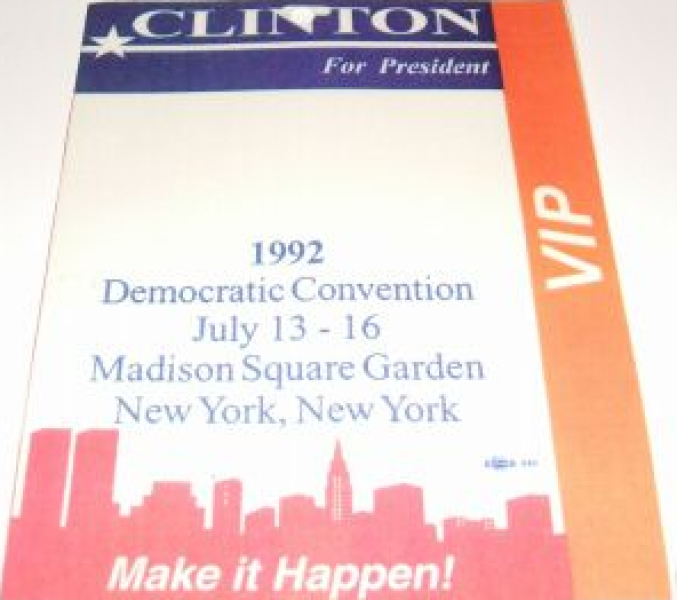 CLINTON
For President
VIP
1992
Democratic Convention
July 13 - 16
Madison Square Garden
New York, New York
Make it Happen!